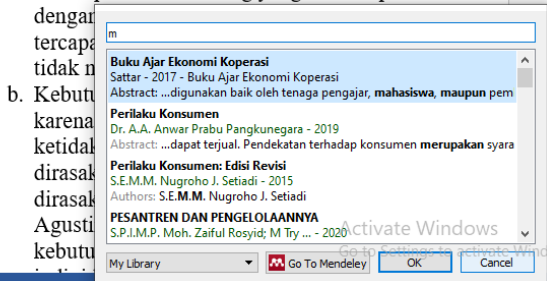 dengan
tercapa
tidak m
b. Kebutu
karena
ketidak
dirasak
dirasak
Agusti
kebutu
m
Buku Ajar Ekonomi Koperasi
Sattar - 2017 - Buku Ajar Ekonomi Koperasi
Abstract: ...digunakan baik oleh tenaga pengajar, mahasiswa, maupun pem
Perilaku Konsumen
Dr. A.A. Anwar Prabu Pangkunegara - 2019
Abstract: ...dapat terjual. Pendekatan terhadap konsumen merupakan syara
Perilaku Konsumen: Edisi Revisi
S.E.M.M. Nugroho J. Setiadi - 2015
Authors: S.E.M.M. Nugroho J. Setiadi
PESANTREN DAN PENGELOLAANNYA
S.P.I.M.P. Moh. Zaiful Rosyid; M Try ... - 2020
Activate Windows
Go to Settings to activate Wind
My Library
Go To Mendeley
OK
Cancel